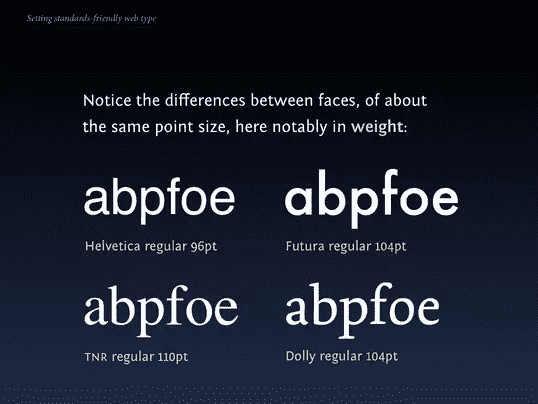 Setting standards-friendly web type
Notice the differences between faces, of about
the same point size, here notably in weight:
abpfoe
abpfoe
Helvetica regular 96pt
Futura regular 104pt
abpfoe
abpfoe
TNR regular 110pt
Dolly regular 104pt